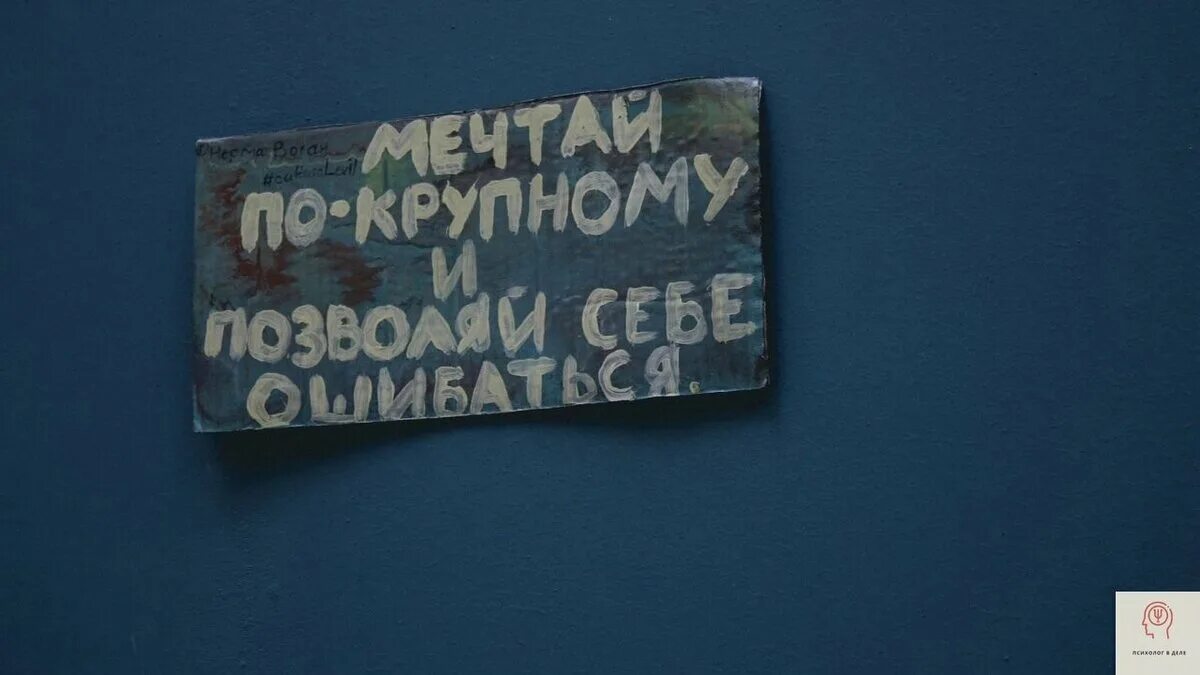 МЕЧТАЙ
ПО-КРУПНОМУ
И
ПОЗВОЛЯЙ СЕБЕ
ОШИБАТЬСЯ.
ПСИХОЛОГ В ДЕЛЕ